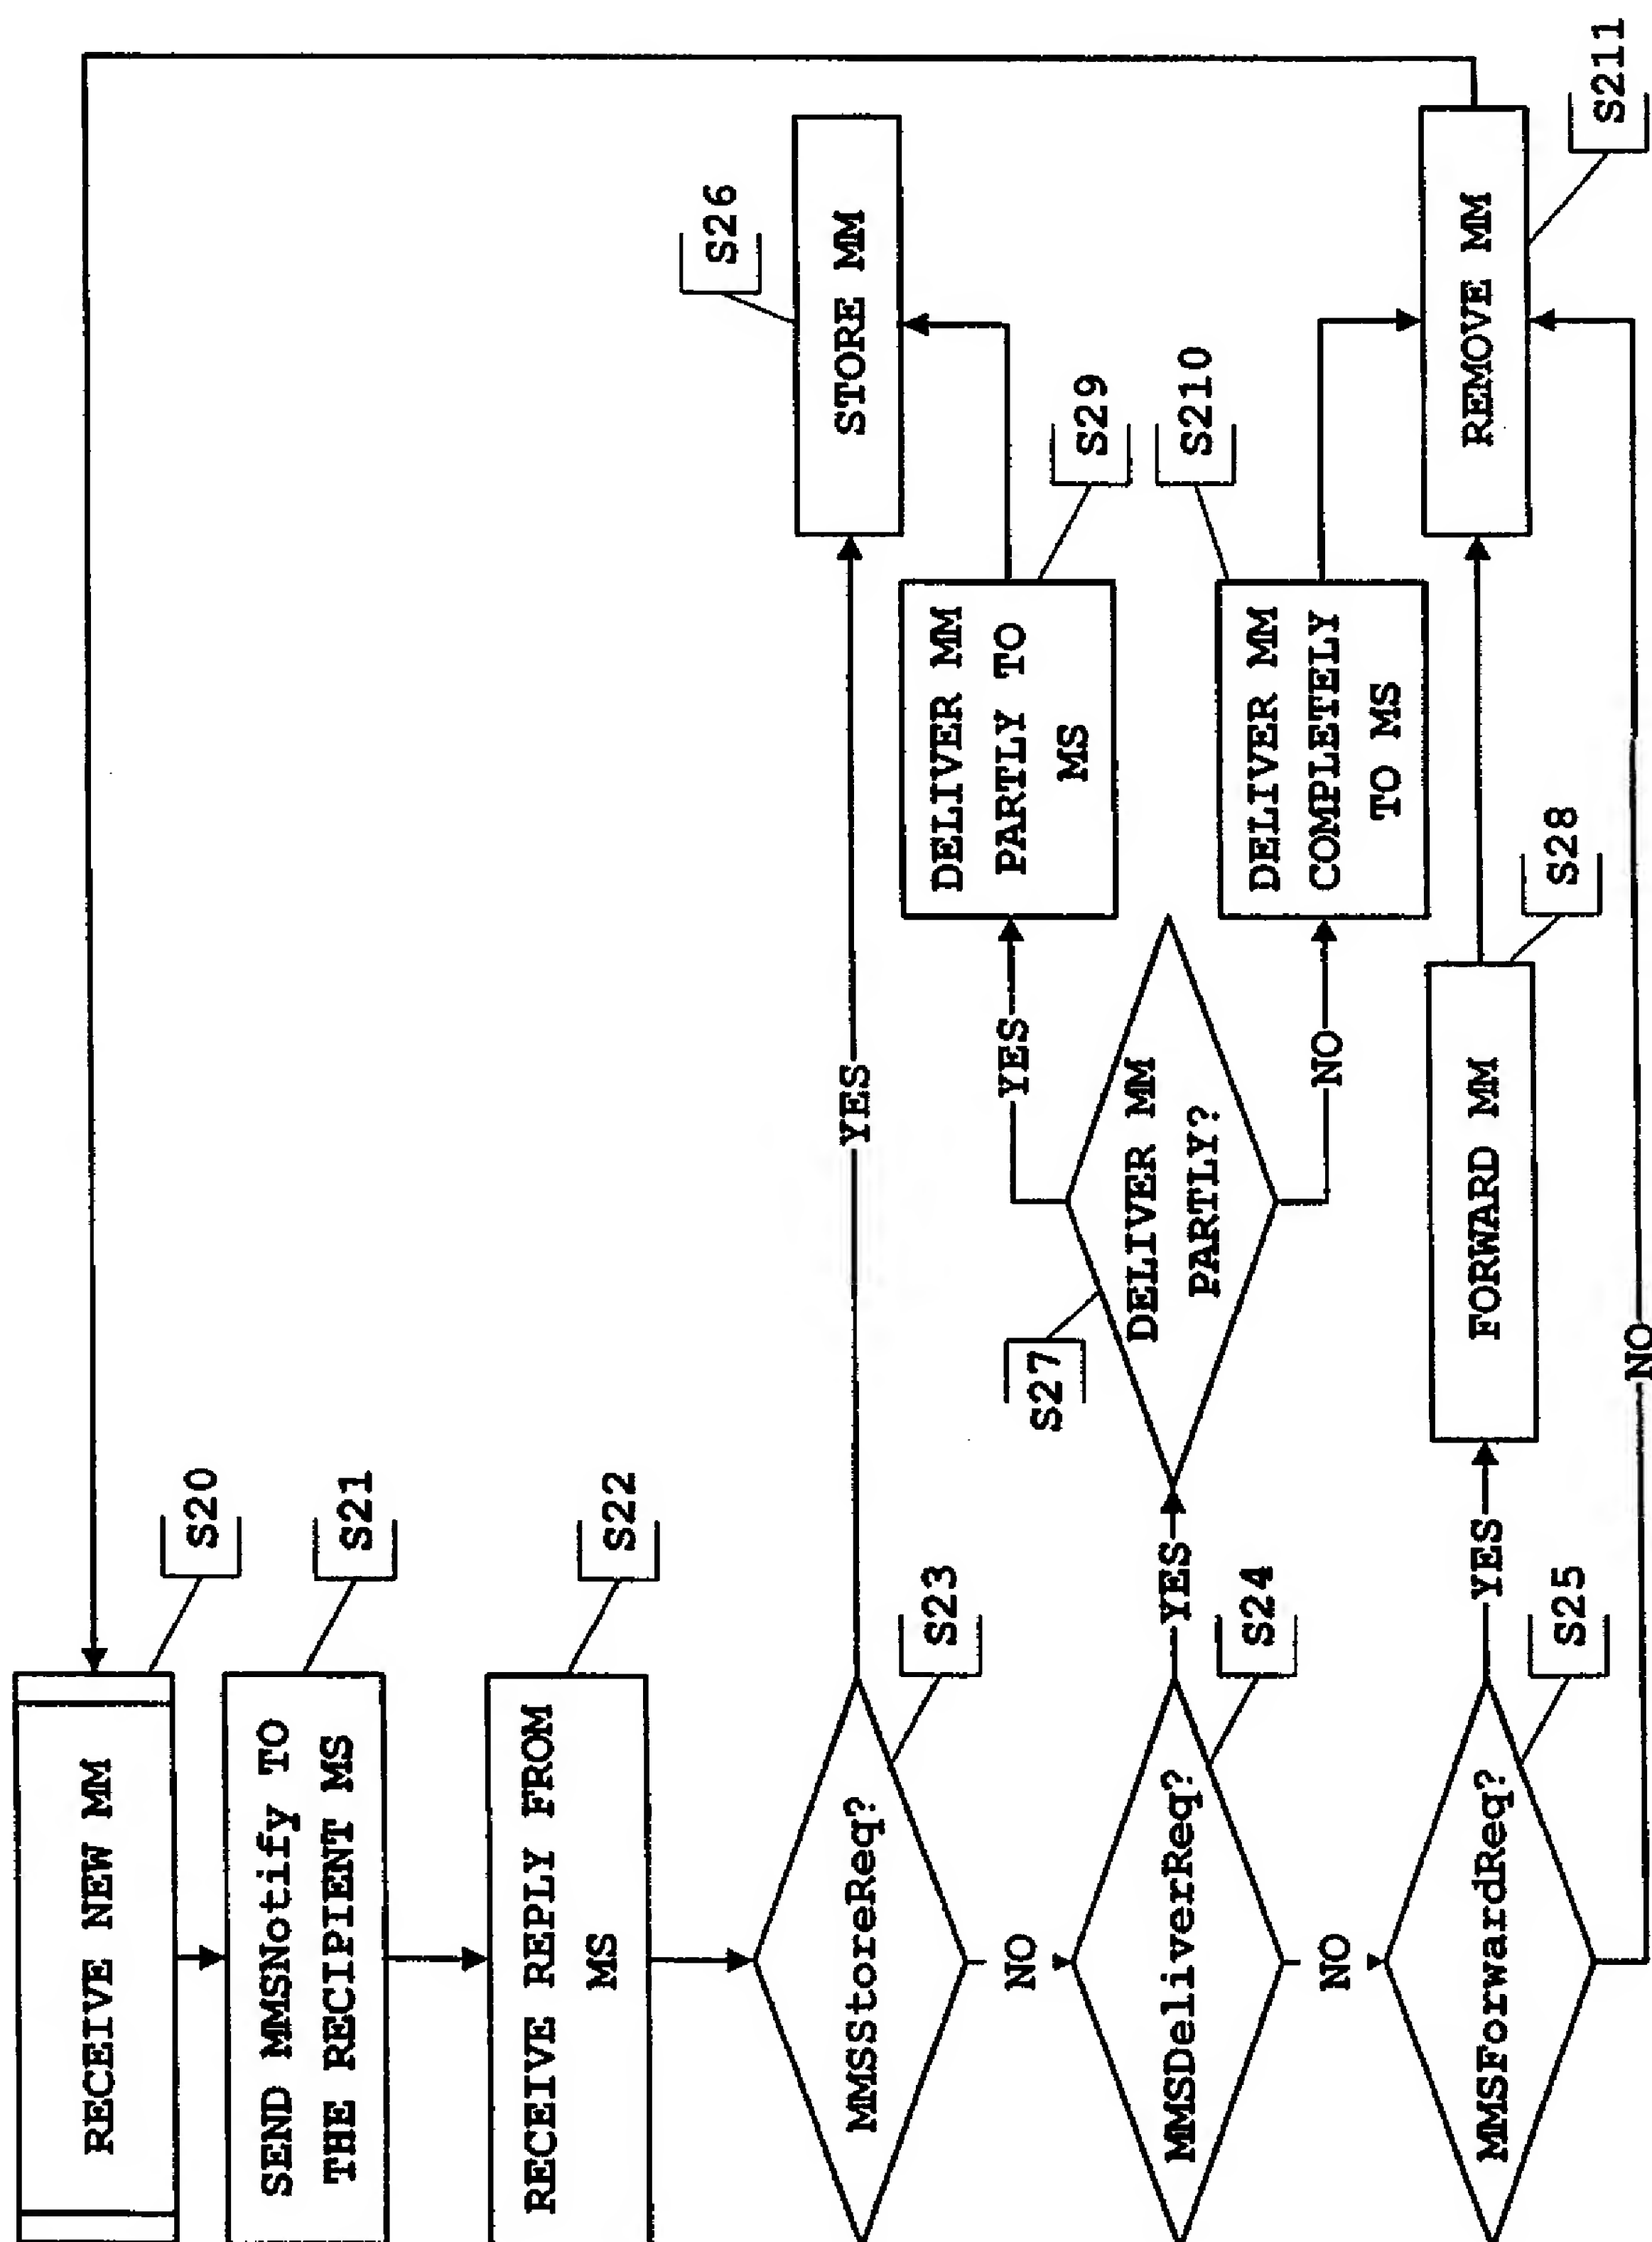 RECEIVE NEW MM
S20
SEND MMSNotify TO
THE RECIPIENT MS
S21
RECEIVE REPLY FROM
MS
S22
MMSStoreReq?
S23
YES
STORE MM
S26
NO
MMSDeliverReq?
S24
YES
DELIVER MM
PARTLY?
S27
YES
DELIVER MM
PARTLY TO
MS
S29
NO
DELIVER MM
COMPLETELY
TO MS
S210
NO
MMSForwardReq?
S25
YES
FORWARD MM
S28
REMOVE MM
S211
NO